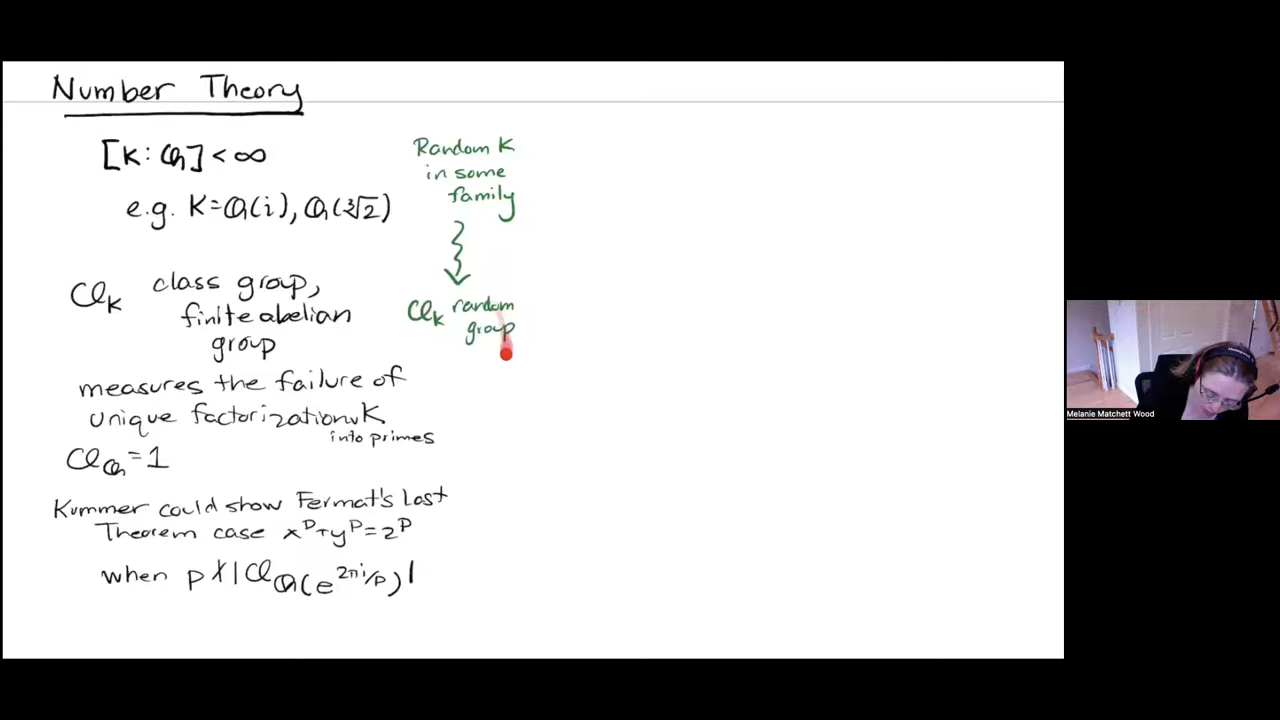 Number Theory
[K:ℚ]<∞
e.g. K=ℚ(i), ℚ(∛2)
Cl_K class group,
finite abelian
group
measures the failure of
unique factorization K
into primes
Cl_ℚ=1
Kummer could show Fermat's Last
Theorem case x^p+y^p=z^p
when p∤|Cl_ℚ(e^{2πi/p})|
Random K
in some
family
Cl_K random
group
Melanie Matchett Wood